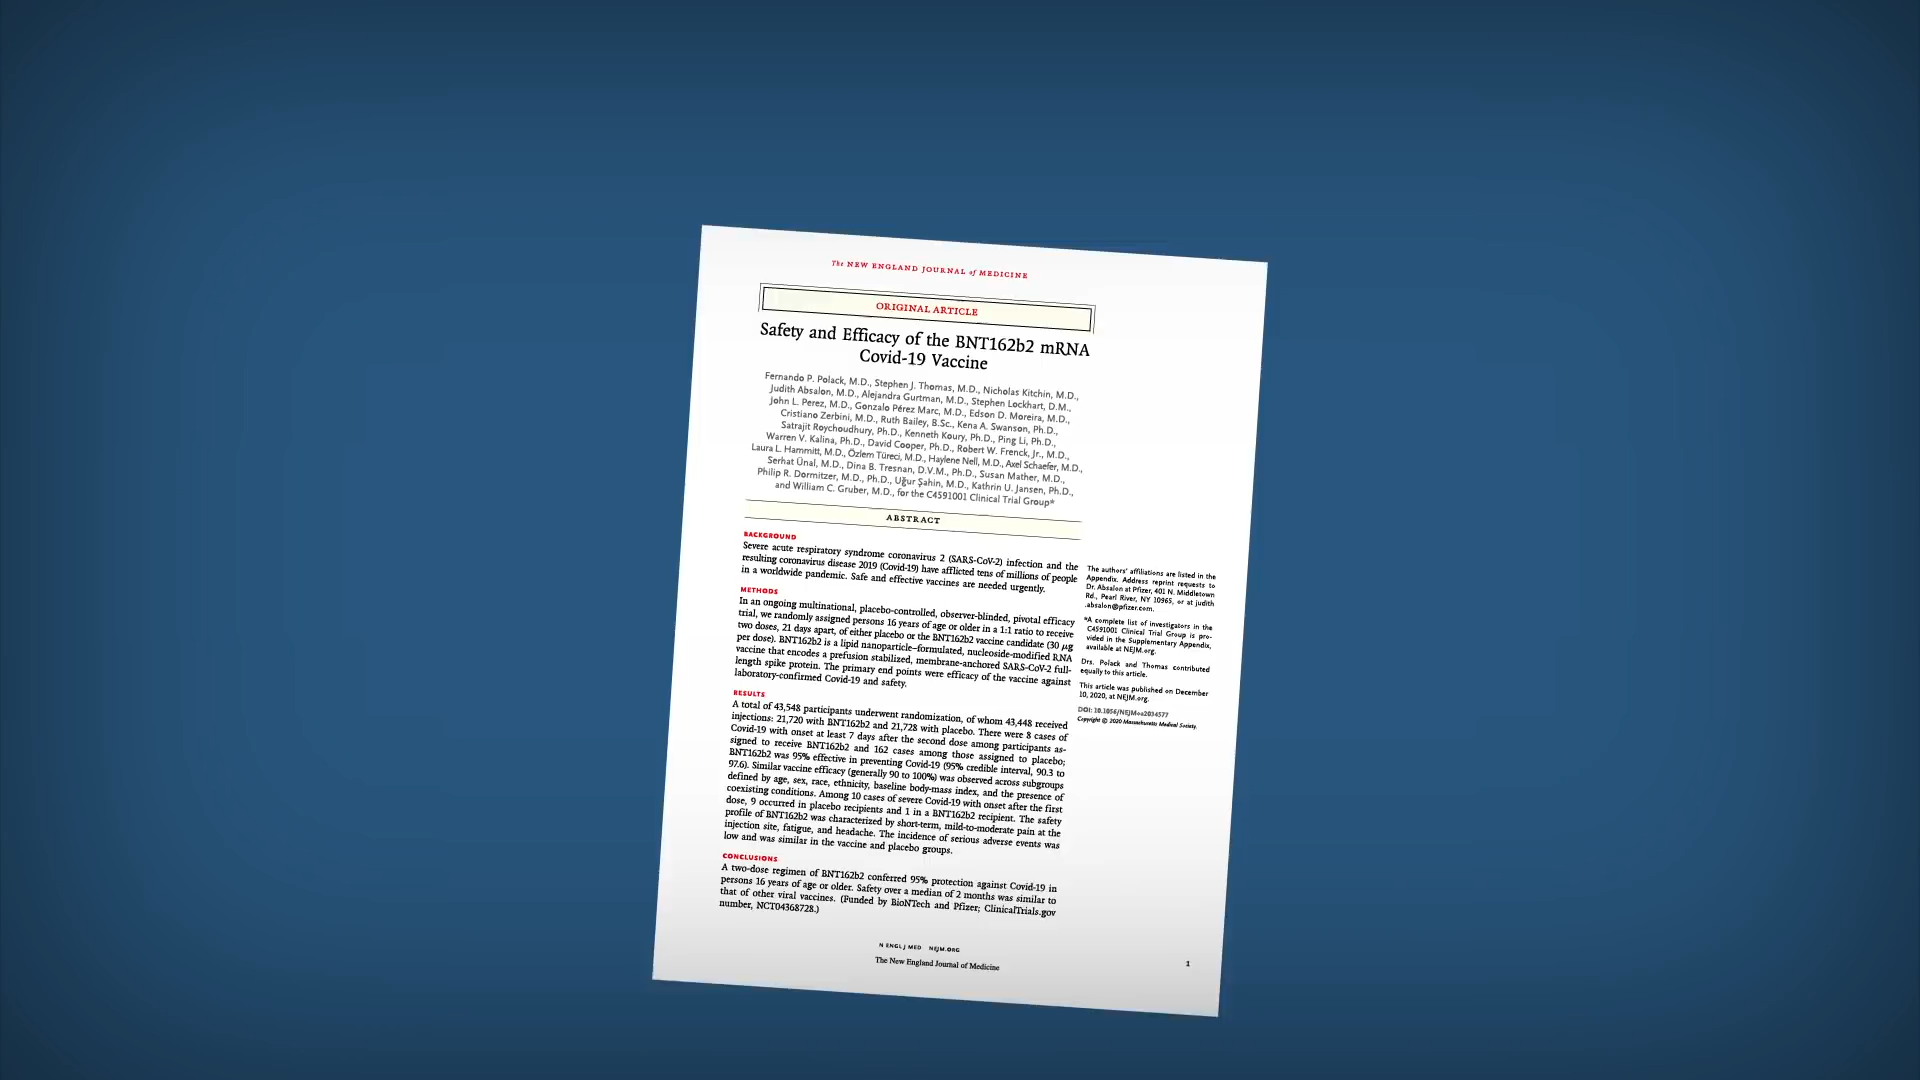 The NEW ENGLAND JOURNAL of MEDICINE
ORIGINAL ARTICLE
Safety and Efficacy of the BNT162b2 mRNA
Covid-19 Vaccine
Fernando P. Polack, M.D., Stephen J. Thomas, M.D., Nicholas Kitchin, M.D.,
Judith Absalon, M.D., Alejandra Gurtman, M.D., Stephen Lockhart, D.M.,
John L. Perez, M.D., Gonzalo Pérez Marc, M.D., Edson D. Moreira, M.D.,
Cristiano Zerbini, M.D., Ruth Bailey, B.Sc., Kena A. Swanson, Ph.D.,
Satrajit Roychoudhury, Ph.D., Kenneth Koury, Ph.D., Ping Li, Ph.D.,
Warren V. Kalina, Ph.D., David Cooper, Ph.D., Robert W. Frenck, Jr., M.D.,
Laura L. Hammitt, M.D., Özlem Türeci, M.D., Haylene Nell, M.D., Axel Schaefer, M.D.,
Serhat Ünal, M.D., Dina B. Tresnan, D.V.M., Ph.D., Susan Mather, M.D.,
Philip R. Dormitzer, M.D., Ph.D., Uğur Şahin, M.D., Kathrin U. Jansen, Ph.D.,
and William C. Gruber, M.D., for the C4591001 Clinical Trial Group*
ABSTRACT
BACKGROUND
Severe acute respiratory syndrome coronavirus 2 (SARS-CoV-2) infection and the
resulting coronavirus disease 2019 (Covid-19) have afflicted tens of millions of people
in a worldwide pandemic. Safe and effective vaccines are needed urgently.
METHODS
In an ongoing multinational, placebo-controlled, observer-blinded, pivotal efficacy
trial, we randomly assigned persons 16 years of age or older in a 1:1 ratio to receive
two doses, 21 days apart, of either placebo or the BNT162b2 vaccine candidate (30 μg
per dose). BNT162b2 is a lipid nanoparticle–formulated, nucleoside-modified RNA
vaccine that encodes a prefusion stabilized, membrane-anchored SARS-CoV-2 full-
length spike protein. The primary end points were efficacy of the vaccine against
laboratory-confirmed Covid-19 and safety.
RESULTS
A total of 43,548 participants underwent randomization, of whom 43,448 received
injections: 21,720 with BNT162b2 and 21,728 with placebo. There were 8 cases of
Covid-19 with onset at least 7 days after the second dose among participants as-
signed to receive BNT162b2 and 162 cases among those assigned to placebo;
BNT162b2 was 95% effective in preventing Covid-19 (95% credible interval, 90.3 to
97.6). Similar vaccine efficacy (generally 90 to 100%) was observed across subgroups
defined by age, sex, race, ethnicity, baseline body-mass index, and the presence of
coexisting conditions. Among 10 cases of severe Covid-19 with onset after the first
dose, 9 occurred in placebo recipients and 1 in a BNT162b2 recipient. The safety
profile of BNT162b2 was characterized by short-term, mild-to-moderate pain at the
injection site, fatigue, and headache. The incidence of serious adverse events was
low and was similar in the vaccine and placebo groups.
CONCLUSIONS
A two-dose regimen of BNT162b2 conferred 95% protection against Covid-19 in
persons 16 years of age or older. Safety over a median of 2 months was similar to
that of other viral vaccines. (Funded by BioNTech and Pfizer; ClinicalTrials.gov
number, NCT04368728.)
The authors' affiliations are listed in the
Appendix. Address reprint requests to
Dr. Absalon at Pfizer, 401 N. Middletown
Rd., Pearl River, NY 10965, or at judith
.absalon@pfizer.com.
*A complete list of investigators in the
C4591001 Clinical Trial Group is pro-
vided in the Supplementary Appendix,
available at NEJM.org.
Drs. Polack and Thomas contributed
equally to this article.
This article was published on December
10, 2020, at NEJM.org.
DOI: 10.1056/NEJMoa2034577
Copyright © 2020 Massachusetts Medical Society.
N ENGL J MED NEJM.ORG
The New England Journal of Medicine
1